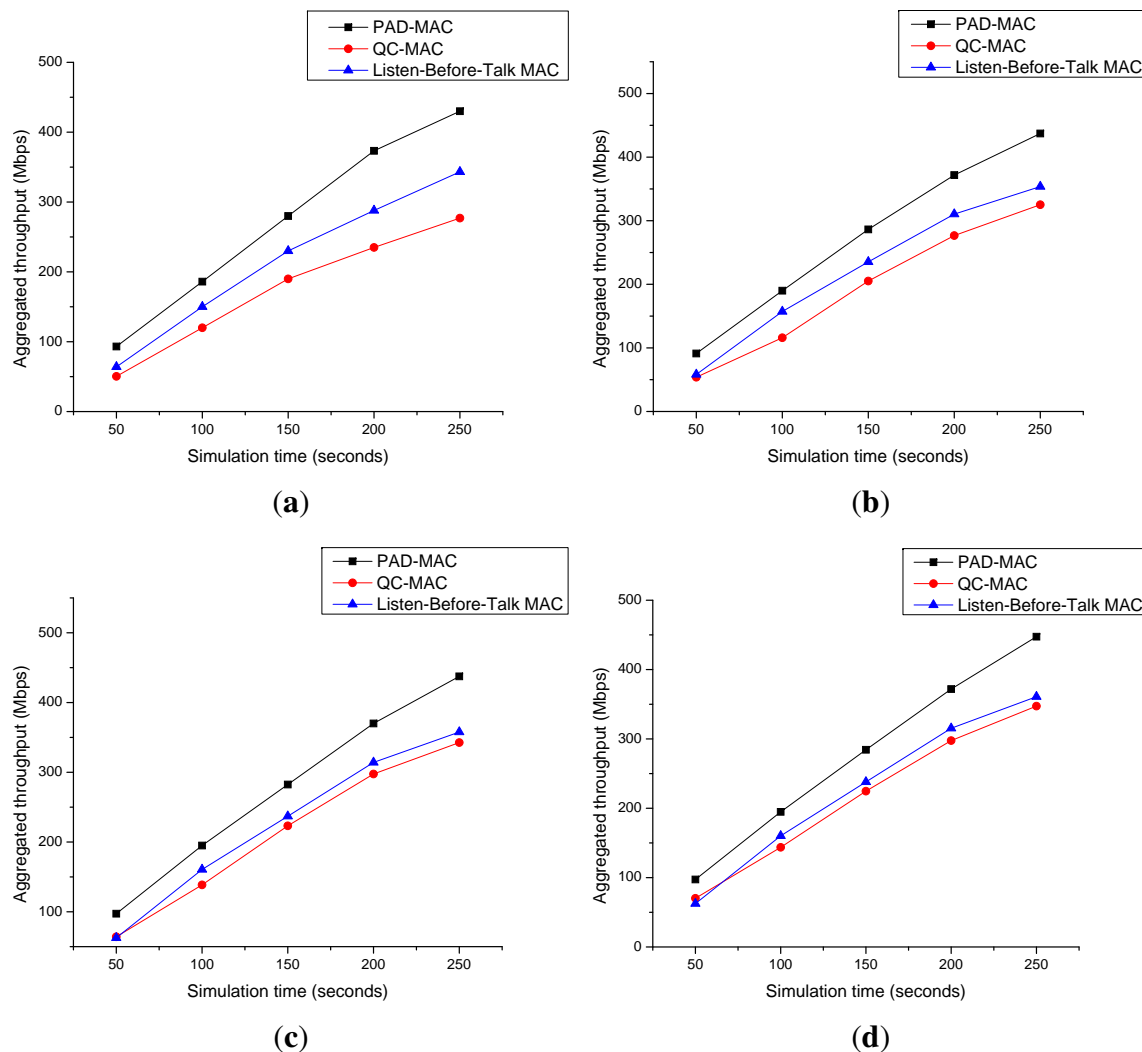 PAD-MAC
QC-MAC
Listen-Before-Talk MAC
Aggregated throughput (Mbps)
500
400
300
200
100
0
50 100 150 200 250
Simulation time (seconds)
(a)
PAD-MAC
QC-MAC
Listen-Before-Talk MAC
Aggregated throughput (Mbps)
500
400
300
200
100
0
50 100 150 200 250
Simulation time (seconds)
(b)
PAD-MAC
QC-MAC
Listen-Before-Talk MAC
Aggregated throughput (Mbps)
500
400
300
200
100
50 100 150 200 250
Simulation time (seconds)
(c)
PAD-MAC
QC-MAC
Listen-Before-Talk MAC
Aggregated throughput (Mbps)
500
400
300
200
100
0
50 100 150 200 250
Simulation time (seconds)
(d)